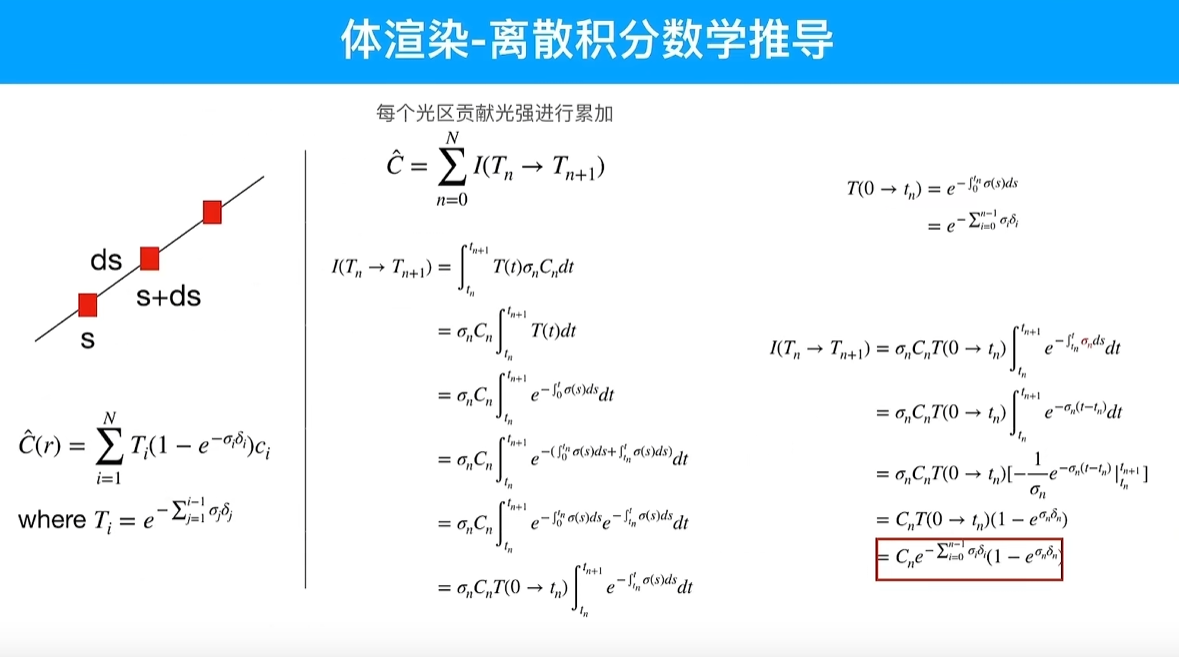 体渲染-离散积分数学推导
ds
s+ds
s
$\hat{C}(r) = \sum_{i=1}^{N} T_i(1 - e^{-\sigma_i\delta_i})c_i$
where $T_i = e^{-\sum_{j=1}^{i-1}\sigma_j\delta_j}$
每个光区贡献光强进行累加
$\hat{C} = \sum_{n=0}^{N} I(T_n \to T_{n+1})$
$I(T_n \to T_{n+1}) = \int_{t_n}^{t_{n+1}} T(t)\sigma_n C_n dt$
$= \sigma_n C_n \int_{t_n}^{t_{n+1}} T(t)dt$
$= \sigma_n C_n \int_{t_n}^{t_{n+1}} e^{-\int_0^t \sigma(s)ds} dt$
$= \sigma_n C_n \int_{t_n}^{t_{n+1}} e^{-(\int_0^{t_n} \sigma(s)ds + \int_{t_n}^t \sigma(s)ds)} dt$
$= \sigma_n C_n \int_{t_n}^{t_{n+1}} e^{-\int_0^{t_n} \sigma(s)ds} e^{-\int_{t_n}^t \sigma(s)ds} dt$
$= \sigma_n C_n T(0 \to t_n) \int_{t_n}^{t_{n+1}} e^{-\int_{t_n}^t \sigma(s)ds} dt$
$T(0 \to t_n) = e^{-\int_0^{t_n} \sigma(s)ds}$
$= e^{-\sum_{i=0}^{n-1} \sigma_i\delta_i}$
$I(T_n \to T_{n+1}) = \sigma_n C_n T(0 \to t_n) \int_{t_n}^{t_{n+1}} e^{-\int_{t_n}^t \sigma_n ds} dt$
$= \sigma_n C_n T(0 \to t_n) \int_{t_n}^{t_{n+1}} e^{-\sigma_n(t-t_n)} dt$
$= \sigma_n C_n T(0 \to t_n)[-\frac{1}{\sigma_n} e^{-\sigma_n(t-t_n)}|_{t_n}^{t_{n+1}}]$
$= C_n T(0 \to t_n)(1 - e^{\sigma_n\delta_n})$
$= C_n e^{-\sum_{i=0}^{n-1} \sigma_i\delta_i}(1 - e^{\sigma_n\delta_n})$